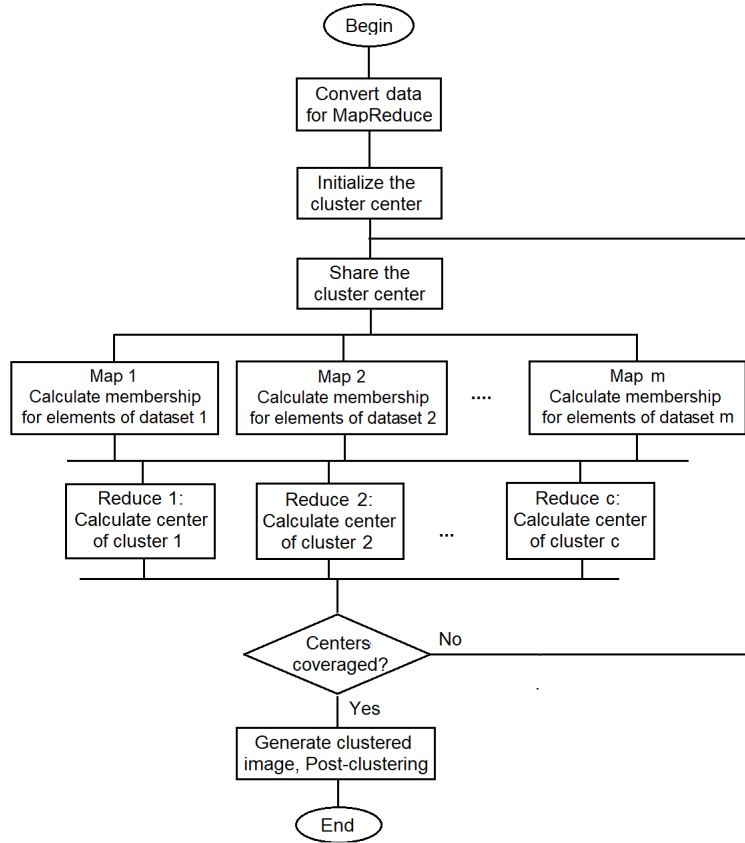 Begin
Convert data
for MapReduce
Initialize the
cluster center
Share the
cluster center
Map 1
Calculate membership
for elements of dataset 1
Map 2
Calculate membership
for elements of dataset 2
....
Map m
Calculate membership
for elements of dataset m
Reduce 1:
Calculate center
of cluster 1
Reduce 2:
Calculate center
of cluster 2
...
Reduce c:
Calculate center
of cluster c
Centers
coveraged?
No
Yes
Generate clustered
image, Post-clustering
End